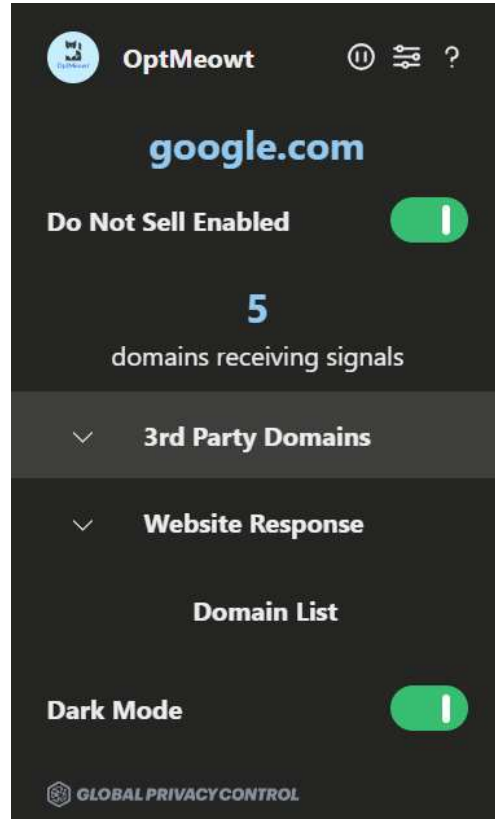 OptMeowt
OptMeowt
?
google.com
Do Not Sell Enabled
5
domains receiving signals
3rd Party Domains
Website Response
Domain List
Dark Mode
GLOBAL PRIVACY CONTROL